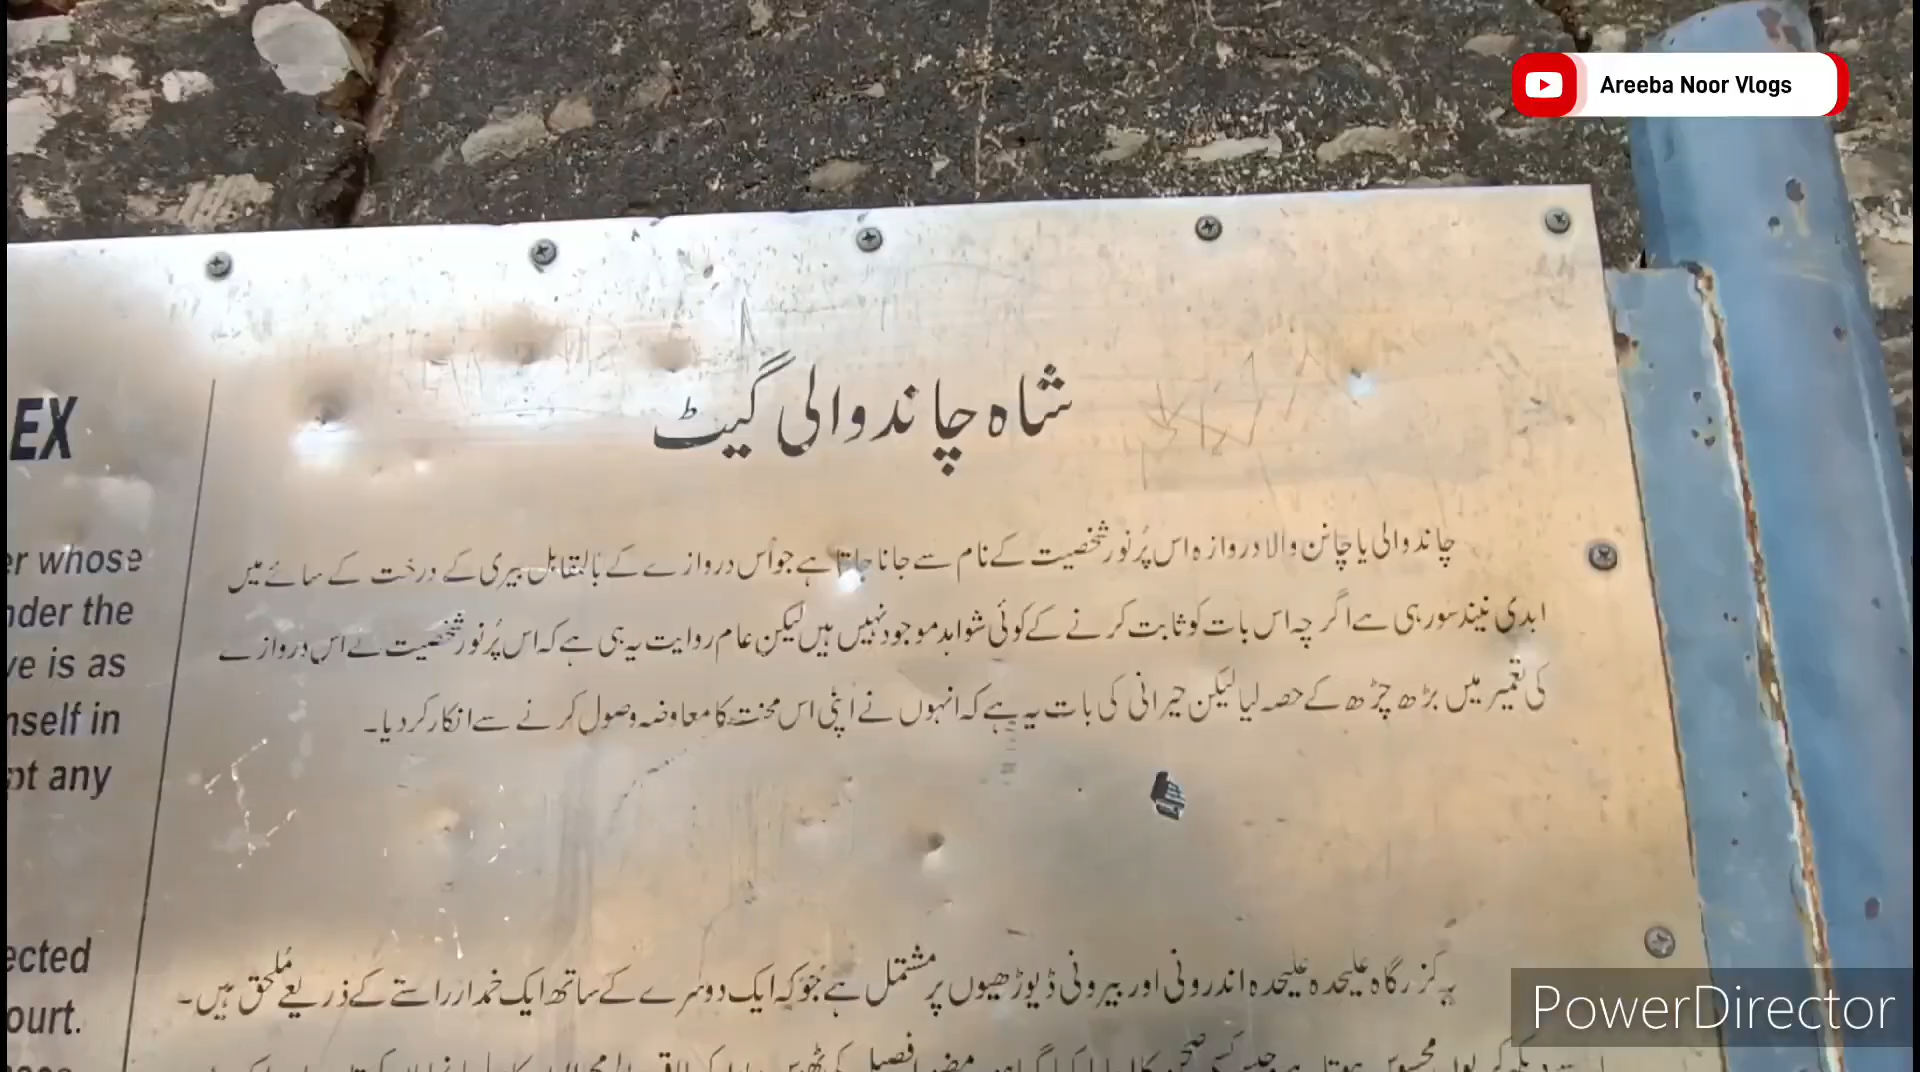 Areeba Noor Vlogs
شاہ چاند والی گیٹ
چاند والی یا چانن والا دروازہ اس پُرنور شخصیت کے نام سے جانا جاتا ہے جو اُس دروازے کے بالمقابل بیری کے درخت کے سائے میں
ابدی نیند سو رہی ہے اگرچہ اس بات کو ثابت کرنے کے کوئی شواہد موجود نہیں ہیں لیکن عام روایت یہ ہی ہے کہ اس پُرنور شخصیت نے اس دروازے
کی تعمیر میں بڑھ چڑھ کے حصہ لیا لیکن حیرانی کی بات یہ ہے کہ انہوں نے اپنی اس محنت کا معاوضہ وصول کرنے سے انکار کر دیا۔
یہ گزرگاہ علیحدہ علیحدہ اندرونی اور بیرونی ڈیوڑھیوں پر مشتمل ہے جو کہ ایک دوسرے کے ساتھ ایک خمدار راستے کے ذریعے مُلحق ہیں۔
EX
er whose
nder the
ve is as
nself in
pt any
ected
ourt.
PowerDirector